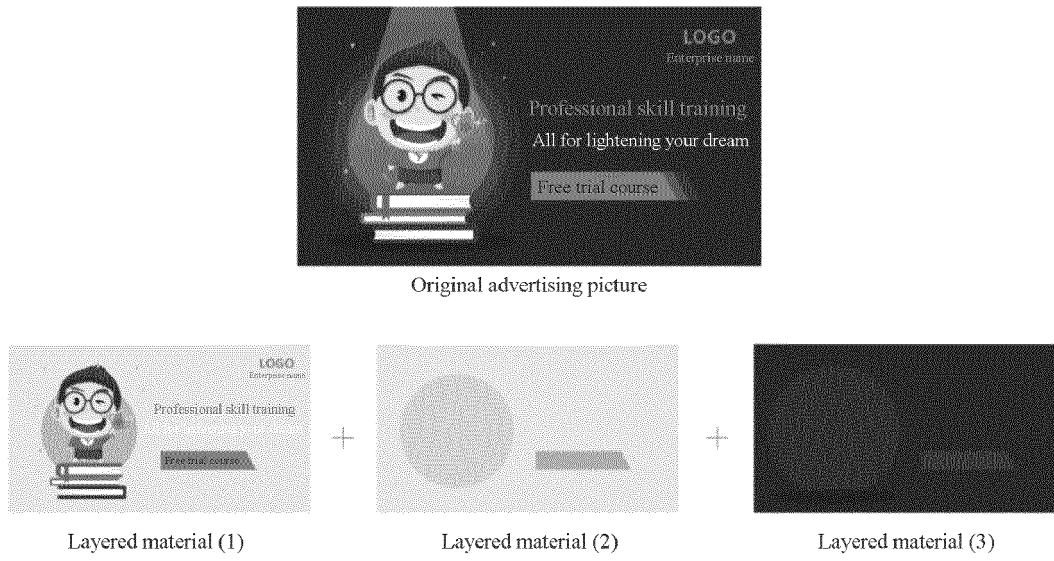 LOGO
Enterprise name
Professional skill training
All for lightening your dream
Free trial course
Original advertising picture
LOGO
Enterprise name
Professional skill training
Free trial course
+
+
Layered material (1)
Layered material (2)
Layered material (3)